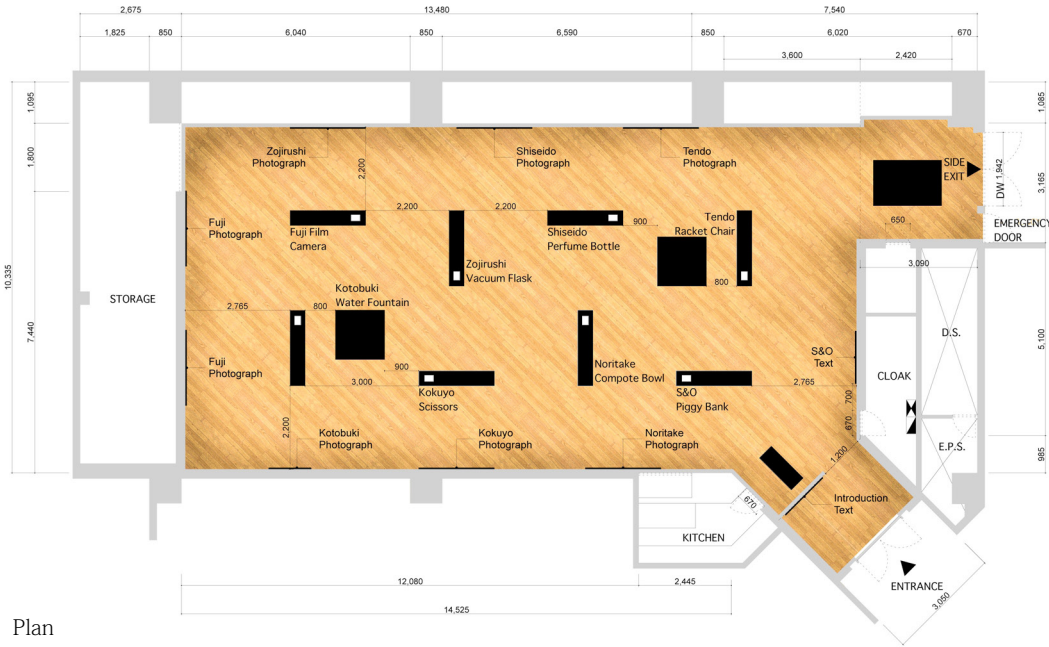 2,675
13,480
7,540
1,825
850
6,040
850
6,590
850
6,020
670
3,600
2,420
10,335
1,095
1,800
7,440
1,085
3,165
5,100
985
Zojirushi
Photograph
Shiseido
Photograph
Tendo
Photograph
2,200
SIDE
EXIT
DW 1,942
Fuji
Photograph
2,200
2,200
900
Tendo
Racket Chair
650
EMERGENCY
DOOR
Fuji Film
Camera
Shiseido
Perfume Bottle
Zojirushi
Vacuum Flask
800
3,090
STORAGE
Kotobuki
Water Fountain
2,765
800
D.S.
Fuji
Photograph
S&O
Text
Noritake
Compote Bowl
CLOAK
900
3,000
2,765
Kokuyo
Scissors
S&O
Piggy Bank
700
670
2,200
Kotobuki
Photograph
Kokuyo
Photograph
Noritake
Photograph
E.P.S.
1,200
Introduction
Text
670
KITCHEN
ENTRANCE
3,050
12,080
2,445
14,525
Plan